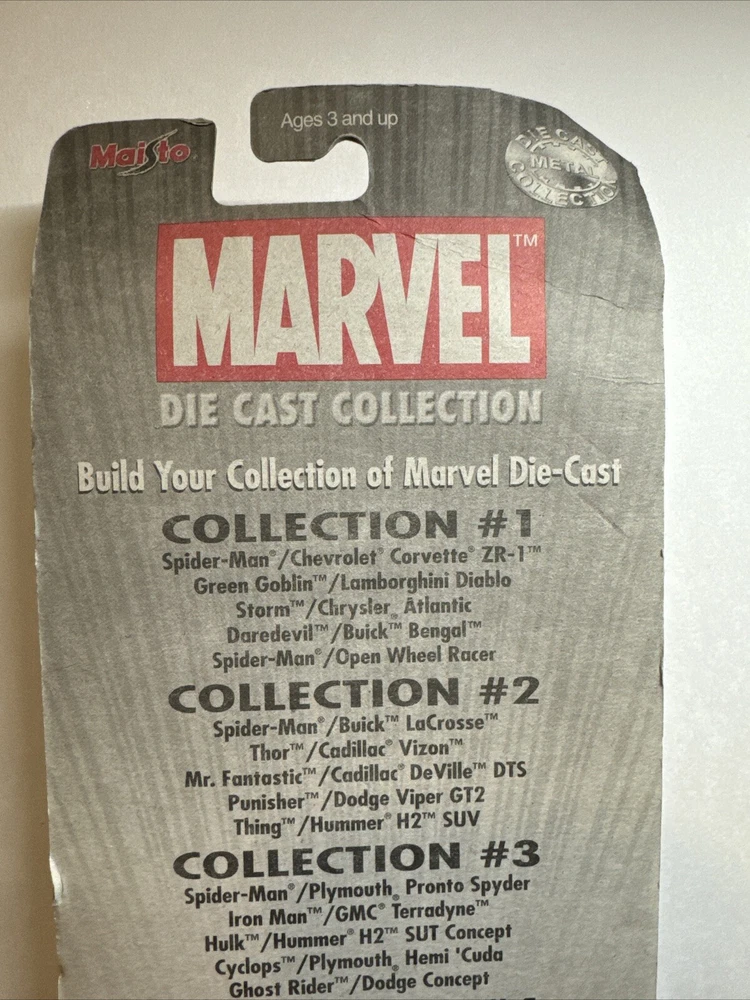 Maisto
Ages 3 and up
DIE CAST
METAL
COLLECTION
MARVEL™
DIE CAST COLLECTION
Build Your Collection of Marvel Die-Cast
COLLECTION #1
Spider-Man®/Chevrolet® Corvette® ZR-1™
Green Goblin™/Lamborghini Diablo
Storm™/Chrysler® Atlantic
Daredevil™/Buick™ Bengal™
Spider-Man®/Open Wheel Racer
COLLECTION #2
Spider-Man®/Buick™ LaCrosse™
Thor™/Cadillac® Vizon™
Mr. Fantastic™/Cadillac® DeVille™ DTS
Punisher™/Dodge Viper GT2
Thing™/Hummer® H2™ SUV
COLLECTION #3
Spider-Man®/Plymouth® Pronto Spyder
Iron Man™/GMC® Terradyne™
Hulk™/Hummer® H2™ SUT Concept
Cyclops™/Plymouth® Hemi 'Cuda
Ghost Rider™/Dodge Concept